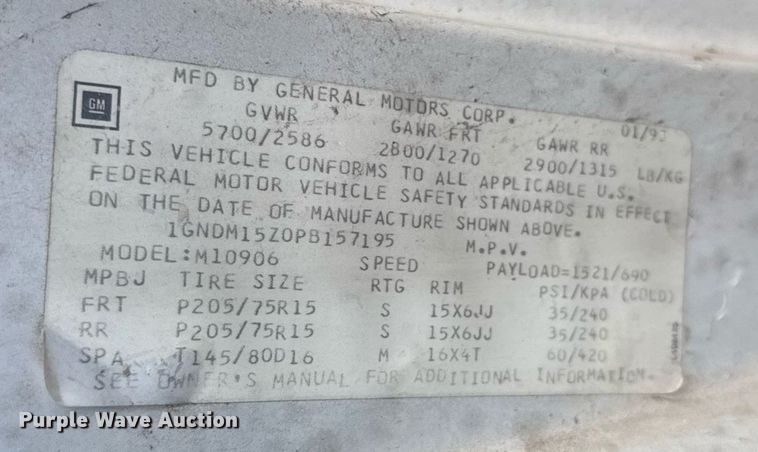 MFD BY GENERAL MOTORS CORP. 01/93
GM
GVWR GAWR FRT GAWR RR
5700/2586 2800/1270 2900/1315 LB/KG
THIS VEHICLE CONFORMS TO ALL APPLICABLE U.S.
FEDERAL MOTOR VEHICLE SAFETY STANDARDS IN EFFECT
ON THE DATE OF MANUFACTURE SHOWN ABOVE.
1GNDM15Z0PB157195 M.P.V.
MODEL:M10906 SPEED PAYLOAD=1521/690
MPBJ TIRE SIZE RTG RIM PSI/KPA (COLD)
FRT P205/75R15 S 15X6JJ 35/240
RR P205/75R15 S 15X6JJ 35/240
SPA T145/80D16 M 16X4T 60/420
SEE OWNER'S MANUAL FOR ADDITIONAL INFORMATION.
Purple Wave Auction